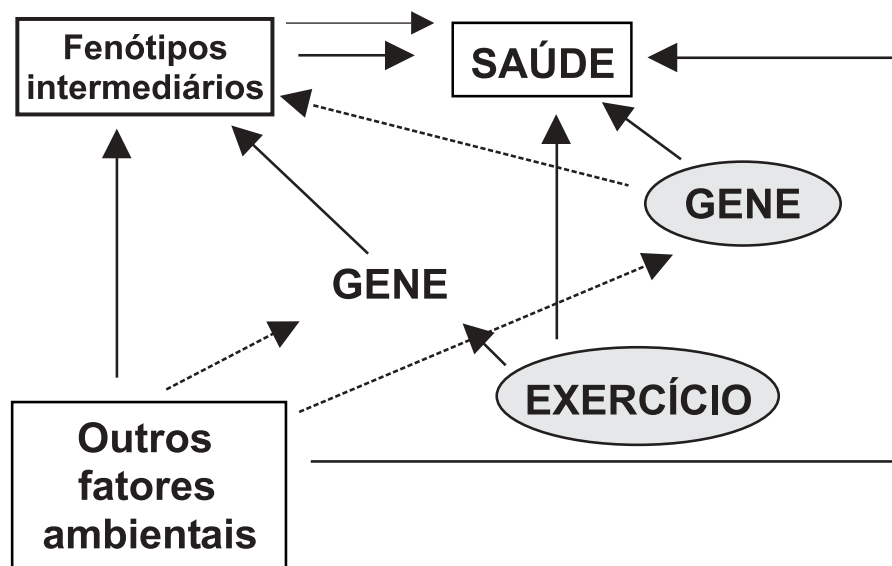 Fenótipos
intermediários
SAÚDE
GENE
GENE
EXERCÍCIO
Outros
fatores
ambientais